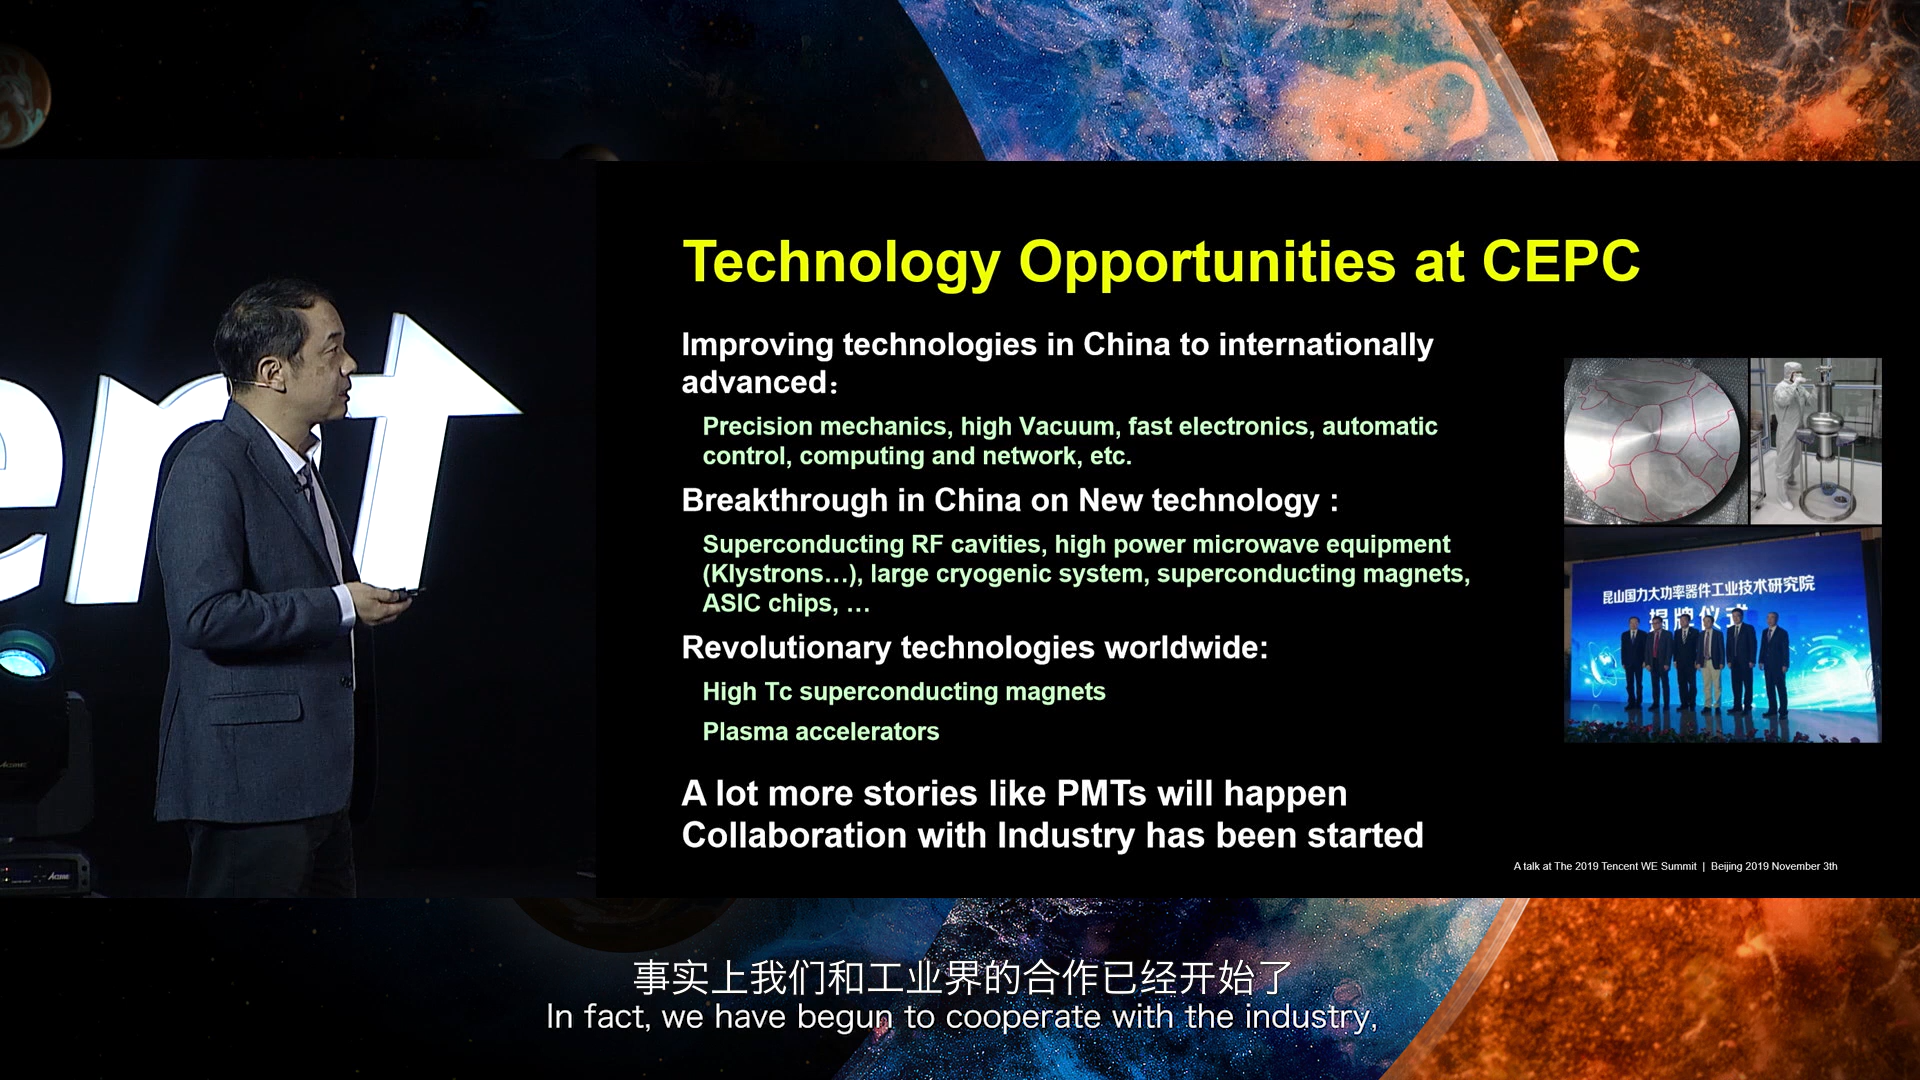 ent
Technology Opportunities at CEPC
Improving technologies in China to internationally
advanced：
Precision mechanics, high Vacuum, fast electronics, automatic
control, computing and network, etc.
Breakthrough in China on New technology :
Superconducting RF cavities, high power microwave equipment
(Klystrons…), large cryogenic system, superconducting magnets,
ASIC chips, …
Revolutionary technologies worldwide:
High Tc superconducting magnets
Plasma accelerators
A lot more stories like PMTs will happen
Collaboration with Industry has been started
昆山国力大功率器件工业技术研究院
揭牌仪式
A talk at The 2019 Tencent WE Summit | Beijing 2019 November 3th
事实上我们和工业界的合作已经开始了
In fact, we have begun to cooperate with the industry,